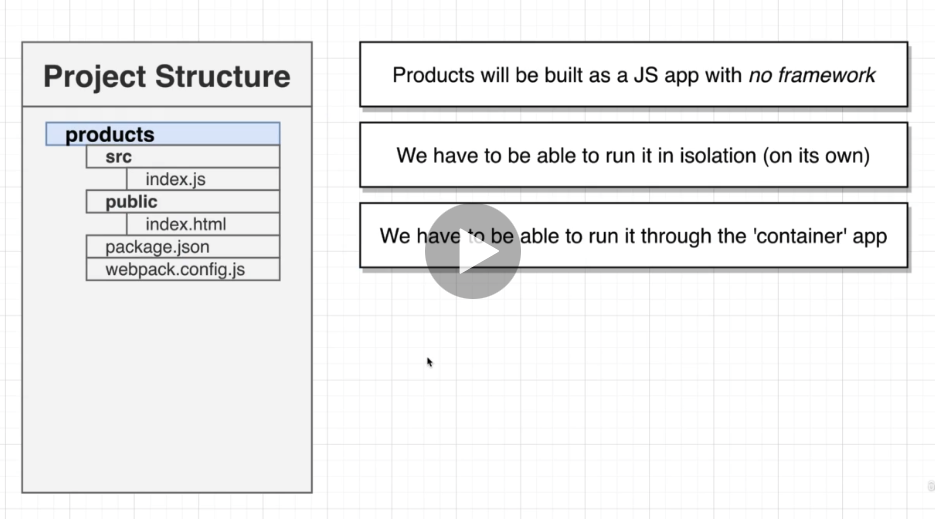 Project Structure
products
src
index.js
public
index.html
package.json
webpack.config.js
Products will be built as a JS app with no framework
We have to be able to run it in isolation (on its own)
We have to be able to run it through the 'container' app